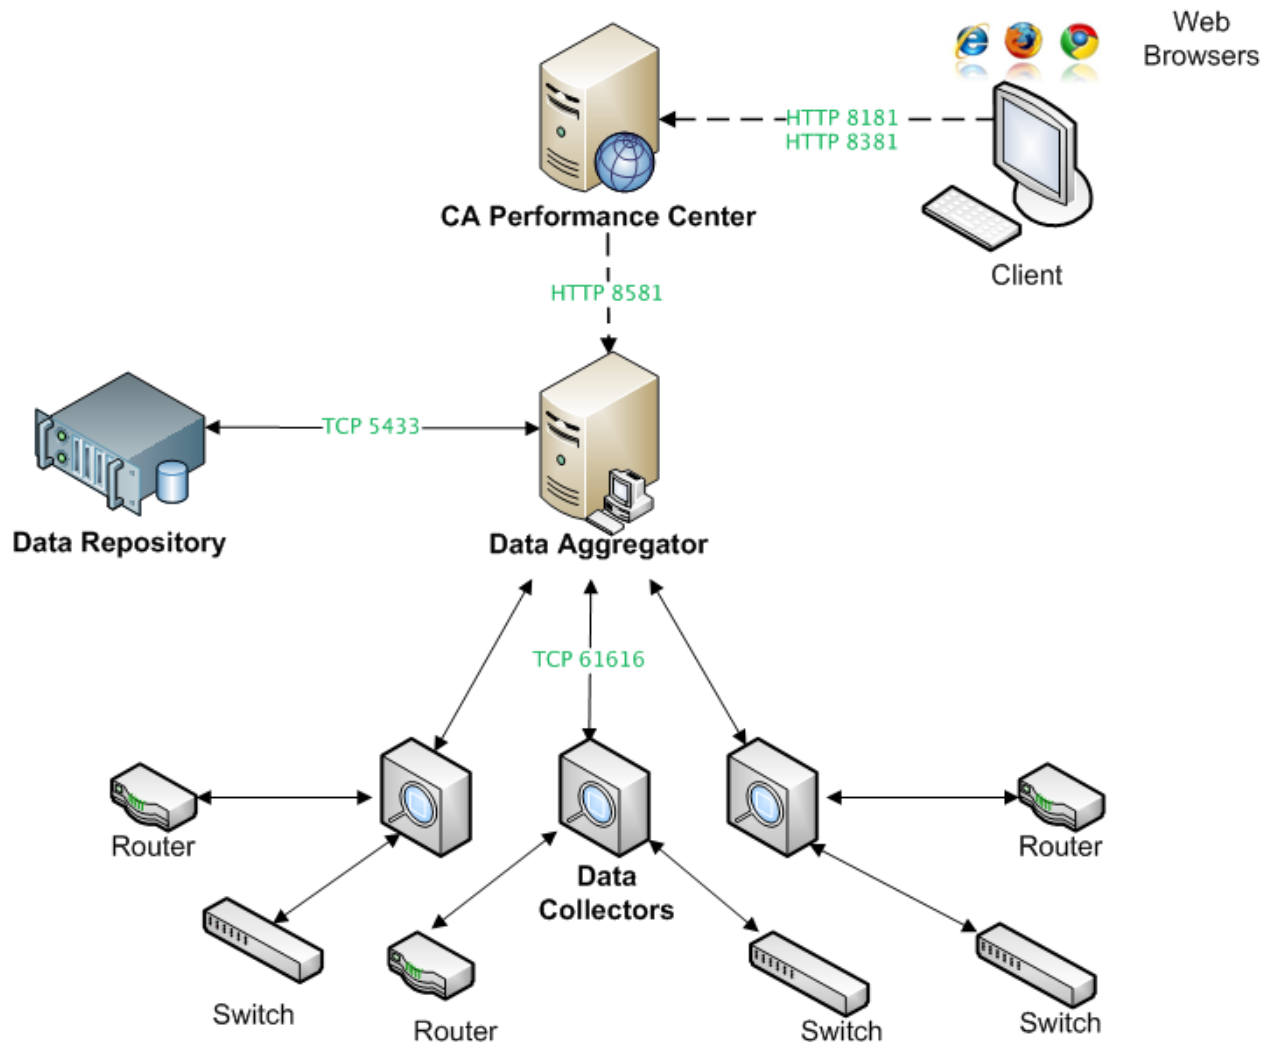 Web
Browsers
HTTP 8181
HTTP 8381
CA Performance Center
Client
HTTP 8581
TCP 5433
Data Repository
Data Aggregator
TCP 61616
Router
Router
Data
Collectors
Switch
Router
Switch
Switch